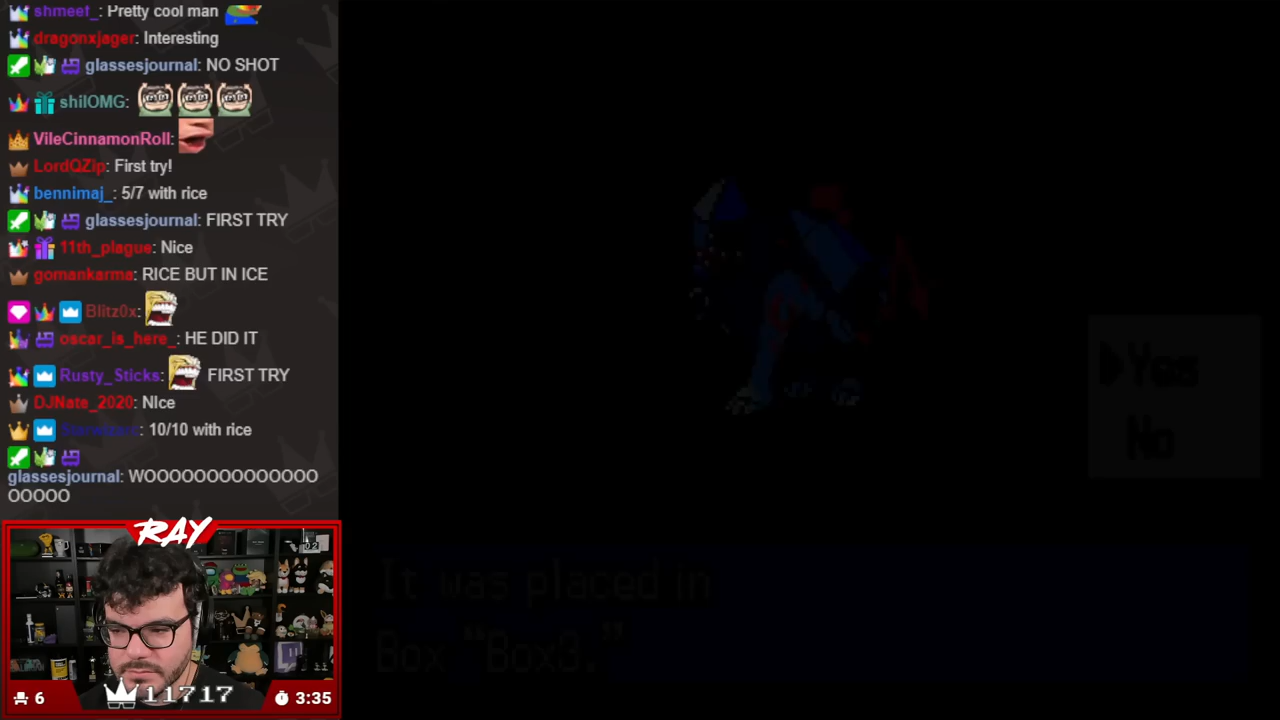 shmeet_: Pretty cool man
dragonxjager: Interesting
glassesjournal: NO SHOT
shilOMG:
VileCinnamonRoll:
LordQZip: First try!
bennimaj_: 5/7 with rice
glassesjournal: FIRST TRY
11th_plague: Nice
gomankarma: RICE BUT IN ICE
Blitz0x:
oscar_is_here_: HE DID IT
Rusty_Sticks: FIRST TRY
DJNate_2020: NIce
: 10/10 with rice
glassesjournal: WOOOOOOOOOOOOOO
OOOOO
Yes
No
It was placed in
Box "Box3."
RAY
6
11717
3:35